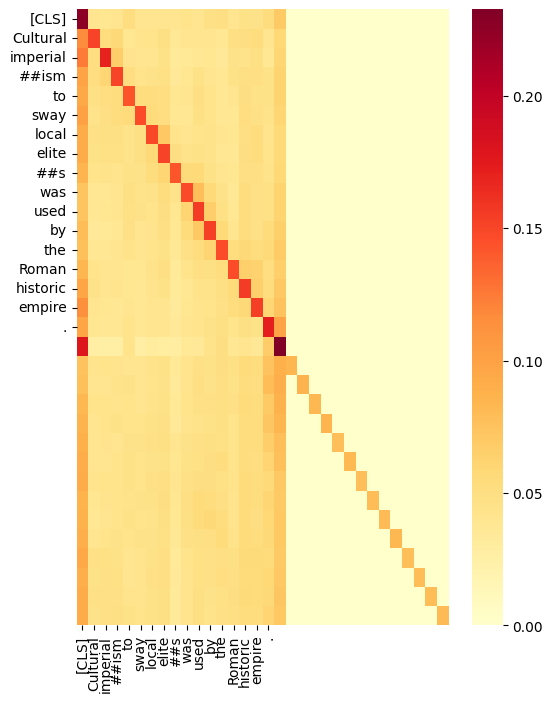 [CLS]
Cultural
imperial
##ism
to
sway
local
elite
##s
was
used
by
the
Roman
historic
empire
.
0.20
0.15
0.10
0.05
0.00
[CLS]
Cultural
imperial
##ism
to
sway
local
elite
##s
was
used
by
the
Roman
historic
empire
.